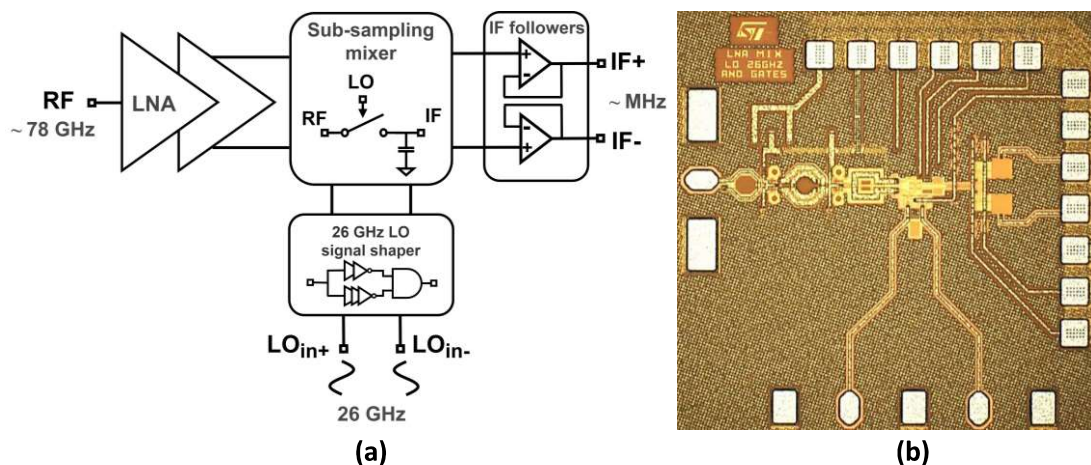 Sub-sampling
mixer
LO
RF
IF
RF
~ 78 GHz
LNA
IF followers
+
-
-
+
IF+
~ MHz
IF-
26 GHz LO
signal shaper
LOin+
LOin-
26 GHz
(a)
ST
LNA MIX
LO 26GHZ
AND GATES
(b)